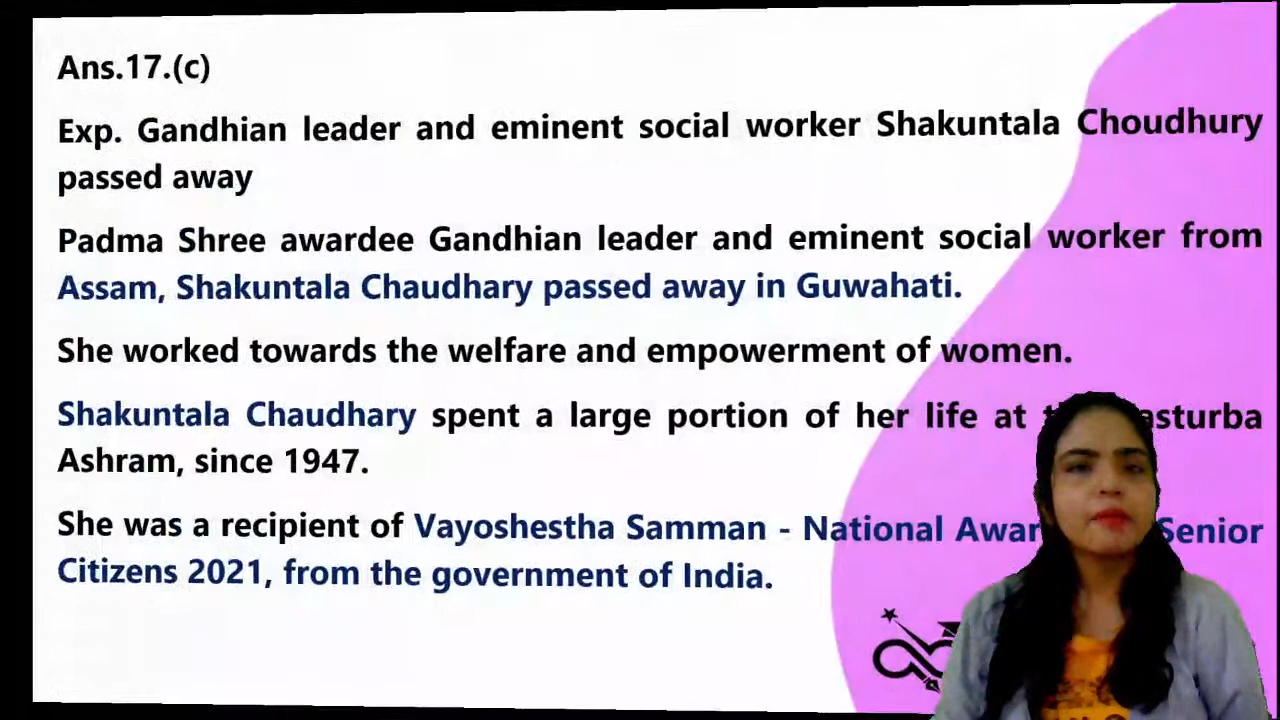 Ans.17.(c)
Exp. Gandhian leader and eminent social worker Shakuntala Choudhury
passed away
Padma Shree awardee Gandhian leader and eminent social worker from
Assam, Shakuntala Chaudhary passed away in Guwahati.
She worked towards the welfare and empowerment of women.
Shakuntala Chaudhary spent a large portion of her life at
Ashram, since 1947.
She was a recipient of Vayoshestha Samman - National Senior
Citizens 2021, from the government of India.